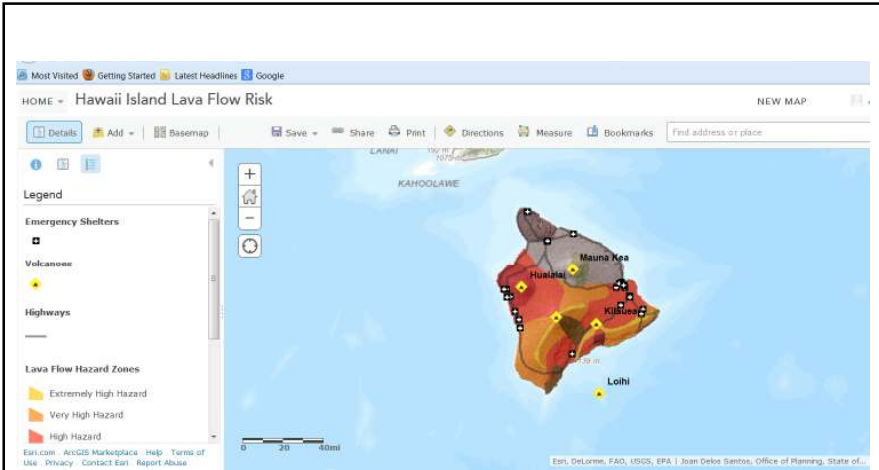 Most Visited Getting Started Latest Headlines Google
HOME Hawaii Island Lava Flow Risk NEW MAP
Details Add Basemap Save Share Print Directions Measure Bookmarks Find address or place
Legend
Emergency Shelters
Volcanoes
Highways
Lava Flow Hazard Zones
Extremely High Hazard
Very High Hazard
High Hazard
Esri.com . ArcGIS Marketplace . Help . Terms of
Use . Privacy . Contact Esri . Report Abuse
LANAI
KAHOOLAWE
Mauna Kea
Hualalai
Kilauea
Loihi
0 20 40mi
Esri, DeLorme, FAO, USGS, EPA | Joan Delos Santos, Office of Planning, State of...